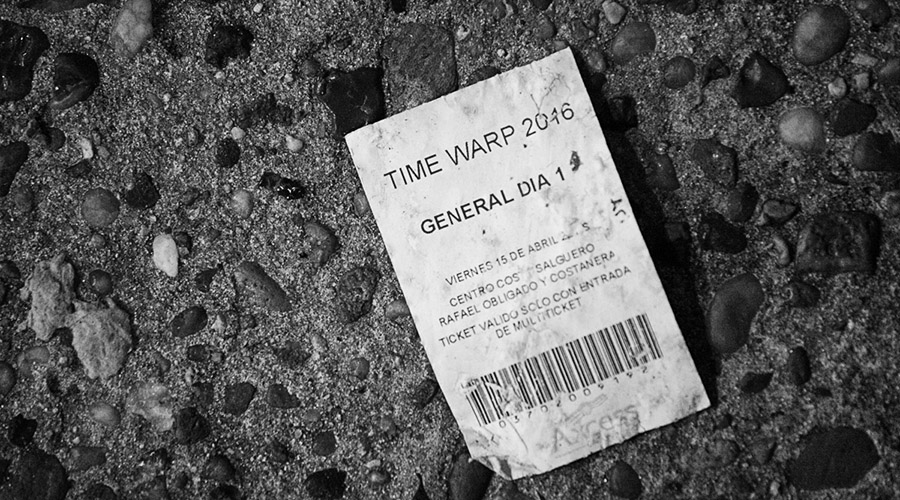 TIME WARP 2016
GENERAL DIA 1
VIERNES 15 DE ABRIL
CENTRO SALGUERO
RAFAEL OBLIGADO Y COSTANERA
TICKET VALIDO SOLO CON ENTRADA
DE MULTITICKET
Access